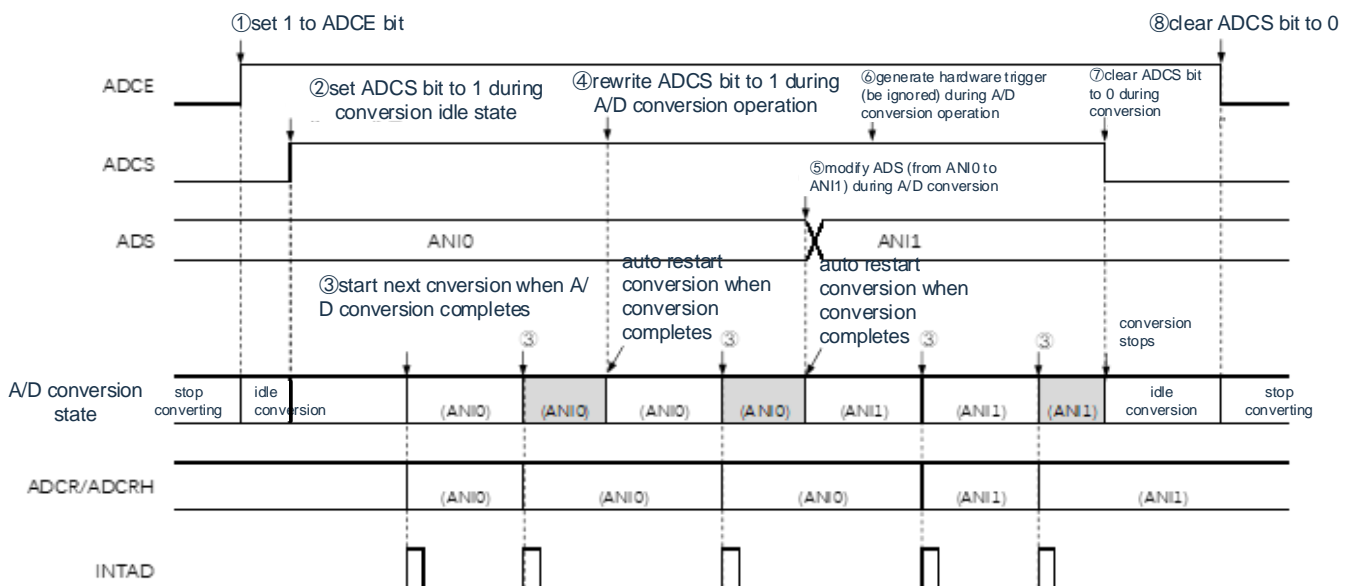 ①set 1 to ADCE bit
⑧clear ADCS bit to 0
ADCE
②set ADCS bit to 1 during
conversion idle state
④rewrite ADCS bit to 1 during
A/D conversion operation
⑥generate hardware trigger
(be ignored) during A/D
conversion operation
⑦clear ADCS bit
to 0 during
conversion
ADCS
⑤modify ADS (from ANI0 to
ANI1) during A/D conversion
ADS
ANI0
ANI1
③start next cnversion when A/
D conversion completes
auto restart
conversion when
conversion
completes
auto restart
conversion when
conversion
completes
③
③
③
③
conversion
stops
A/D conversion
state
stop
converting
idle
conversion
(ANI0)
(ANI0)
(ANI0)
(ANI0)
(ANI1)
(ANI1)
(ANI1)
idle
conversion
stop
converting
ADCR/ADCRH
(ANI0)
(ANI0)
(ANI0)
(ANI1)
(ANI1)
INTAD